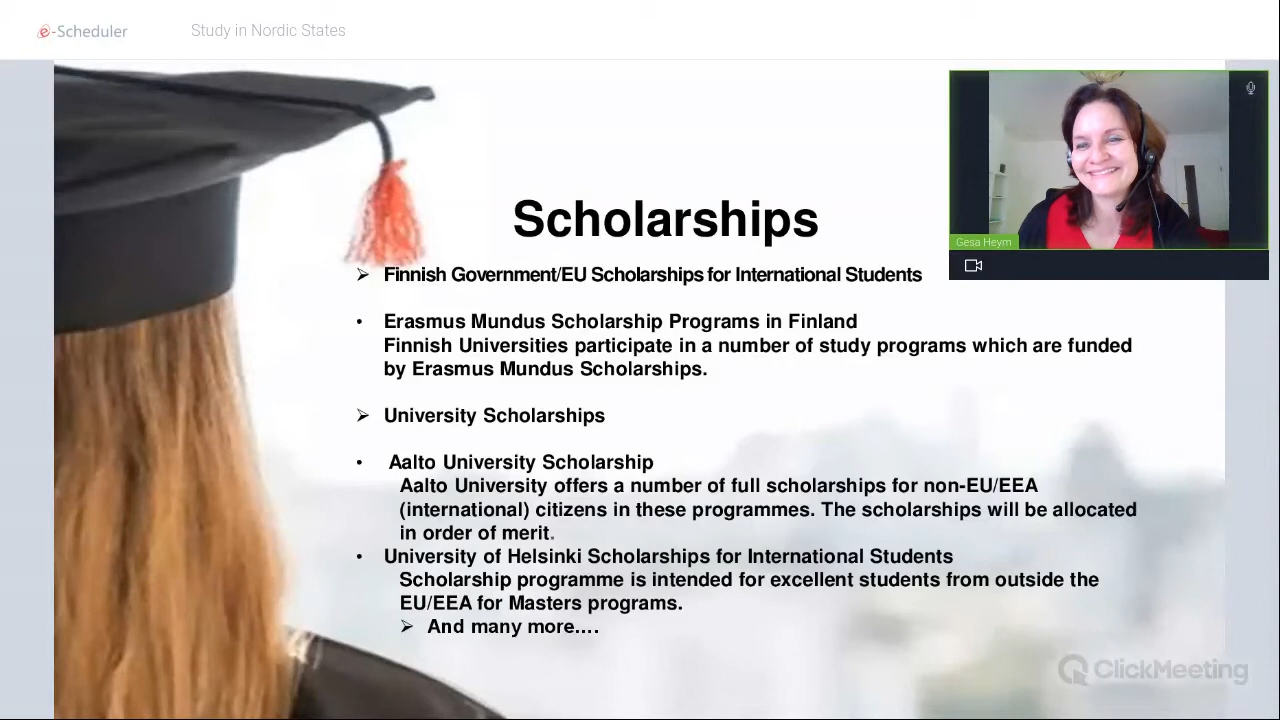 e-Scheduler
Study in Nordic States
Gesa Heym
Scholarships
➢ Finnish Government/EU Scholarships for International Students
• Erasmus Mundus Scholarship Programs in Finland
Finnish Universities participate in a number of study programs which are funded
by Erasmus Mundus Scholarships.
➢ University Scholarships
• Aalto University Scholarship
Aalto University offers a number of full scholarships for non-EU/EEA
(international) citizens in these programmes. The scholarships will be allocated
in order of merit.
• University of Helsinki Scholarships for International Students
Scholarship programme is intended for excellent students from outside the
EU/EEA for Masters programs.
➢ And many more....
ClickMeeting